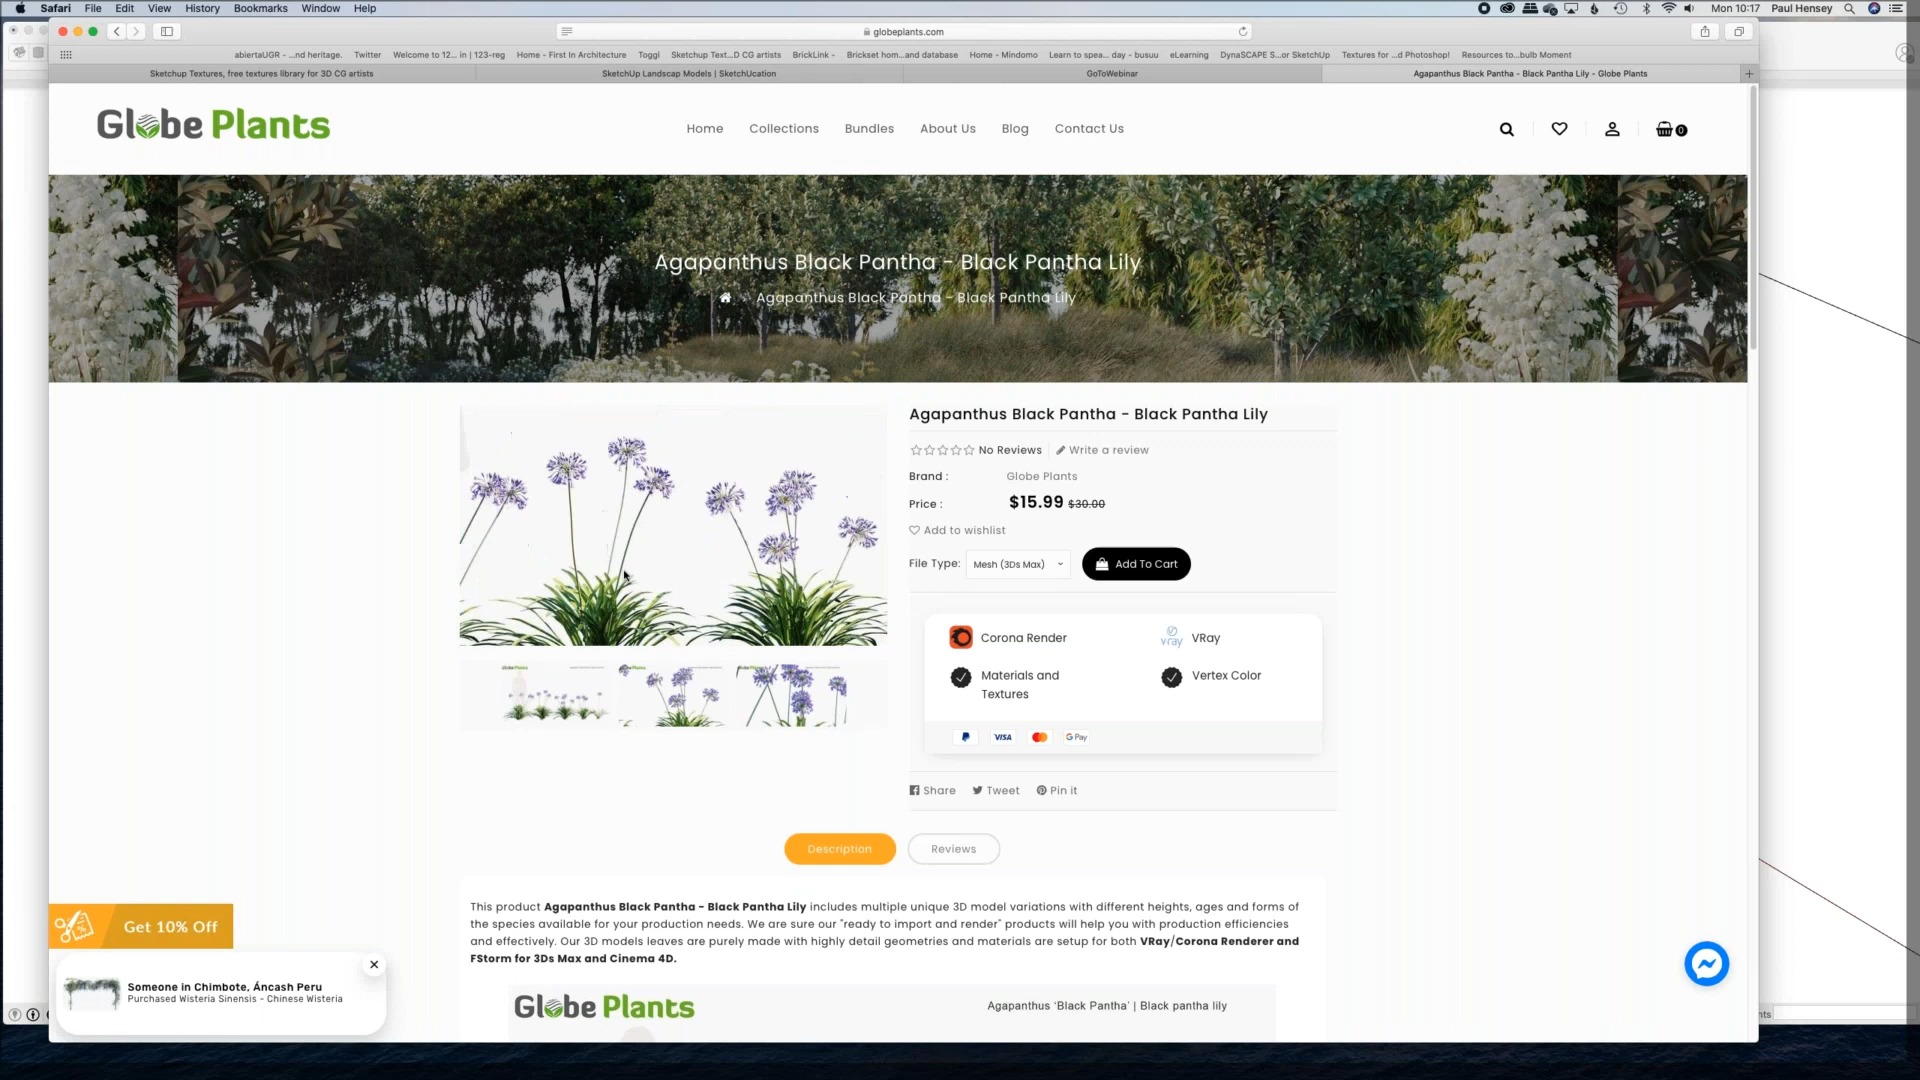 Safari File Edit View History Bookmarks Window Help Mon 10:17 Paul Hensey
globeplants.com
abiertaUGR - ...nd heritage. Twitter Welcome to 12... in | 123-reg Home - First In Architecture Toggl Sketchup Text...D CG artists BrickLink - Brickset hom...and database Home - Mindomo Learn to spea... day - busuu eLearning DynaSCAPE S...or SketchUp Textures for ...d Photoshop! Resources to...bulb Moment
Sketchup Textures, free textures library for 3D CG artists SketchUp Landscap Models | SketchUcation GoToWebinar Agapanthus Black Pantha - Black Pantha Lily - Globe Plants
Globe Plants
Home Collections Bundles About Us Blog Contact Us 0
Agapanthus Black Pantha - Black Pantha Lily
Agapanthus Black Pantha - Black Pantha Lily
Agapanthus Black Pantha - Black Pantha Lily
No Reviews Write a review
Brand : Globe Plants
Price : $15.99 $30.00
Add to wishlist
File Type: Mesh (3Ds Max) Add To Cart
Corona Render
vray VRay
Materials and Textures
Vertex Color
VISA G Pay
Share Tweet Pin it
Description Reviews
This product Agapanthus Black Pantha - Black Pantha Lily includes multiple unique 3D model variations with different heights, ages and forms of
the species available for your production needs. We are sure our "ready to import and render" products will help you with production efficiencies
and effectively. Our 3D models leaves are purely made with highly detail geometries and materials are setup for both VRay/Corona Renderer and
FStorm for 3Ds Max and Cinema 4D.
Get 10% Off
Someone in Chimbote, Áncash Peru
Purchased Wisteria Sinensis - Chinese Wisteria
Globe Plants
Agapanthus 'Black Pantha' | Black pantha lily